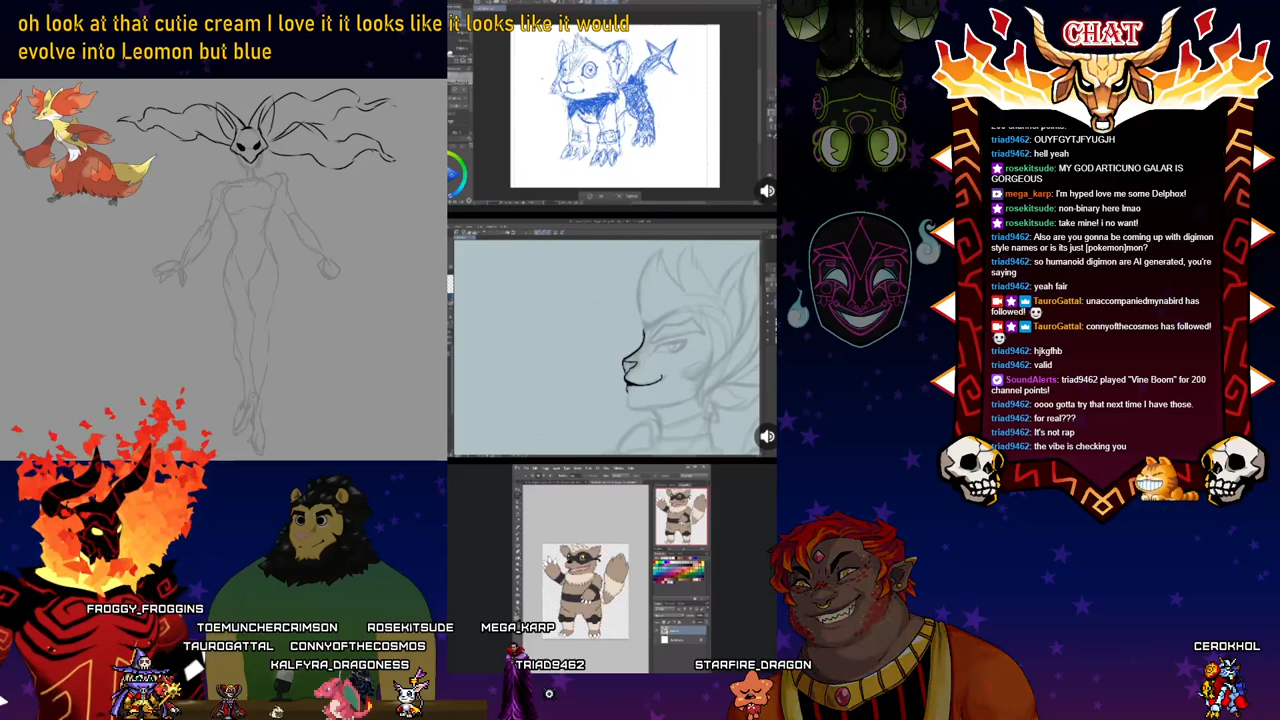 oh look at that cutie cream I love it it looks like it looks like it would
evolve into Leomon but blue
CHAT
200 channel points!
triad9462: OUYFGYTJFYUGJH
triad9462: hell yeah
rosekitsude: MY GOD ARTICUNO GALAR IS
GORGEOUS
mega_karp: I'm hyped love me some Delphox!
rosekitsude: non-binary here lmao
rosekitsude: take mine! i no want!
triad9462: Also are you gonna be coming up with digimon
style names or is its just [pokemon]mon?
triad9462: so humanoid digimon are AI generated, you're
saying
triad9462: yeah fair
TauroGattal: unaccompaniedmynabird has
followed!
TauroGattal: connyofthecosmos has followed!
triad9462: hjkgfhb
triad9462: valid
SoundAlerts: triad9462 played "Vine Boom" for 200
channel points!
triad9462: oooo gotta try that next time I have those.
triad9462: for real???
triad9462: It's not rap
triad9462: the vibe is checking you
FROGGY_FROGGINS
TOEMUNCHERCRIMSON
ROSEKITSUDE
MEGA_KARP
TAUROGATTAL
CONNYOFTHECOSMOS
KALFYRA_DRAGONESS
TRIAD9462
STARFIRE_DRAGON
CEROKHOL